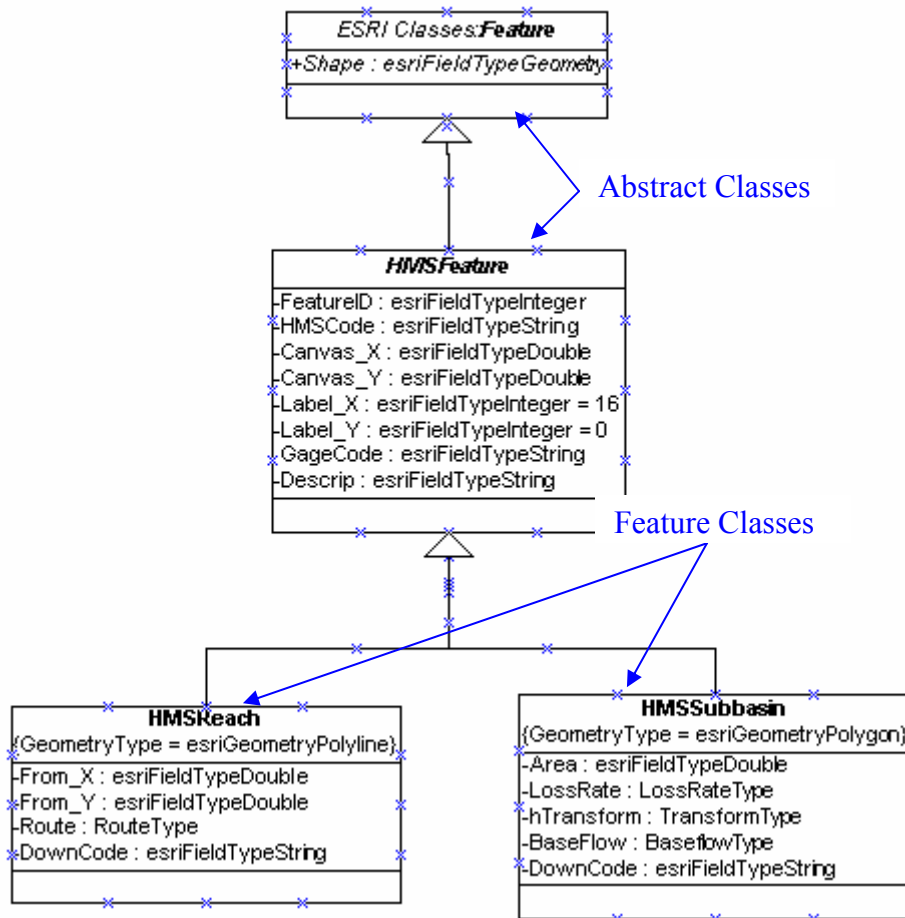 ESRI Classes::Feature
+Shape : esriFieldTypeGeometry
Abstract Classes
HMSFeature
-FeatureID : esriFieldTypeInteger
-HMSCode : esriFieldTypeString
-Canvas_X : esriFieldTypeDouble
-Canvas_Y : esriFieldTypeDouble
-Label_X : esriFieldTypeInteger = 16
-Label_Y : esriFieldTypeInteger = 0
-GageCode : esriFieldTypeString
-Descrip : esriFieldTypeString
Feature Classes
HMSReach
{GeometryType = esriGeometryPolyline}
-From_X : esriFieldTypeDouble
-From_Y : esriFieldTypeDouble
-Route : RouteType
-DownCode : esriFieldTypeString
HMSSubbasin
{GeometryType = esriGeometryPolygon}
-Area : esriFieldTypeDouble
-LossRate : LossRateType
-hTransform : TransformType
-BaseFlow : BaseflowType
-DownCode : esriFieldTypeString